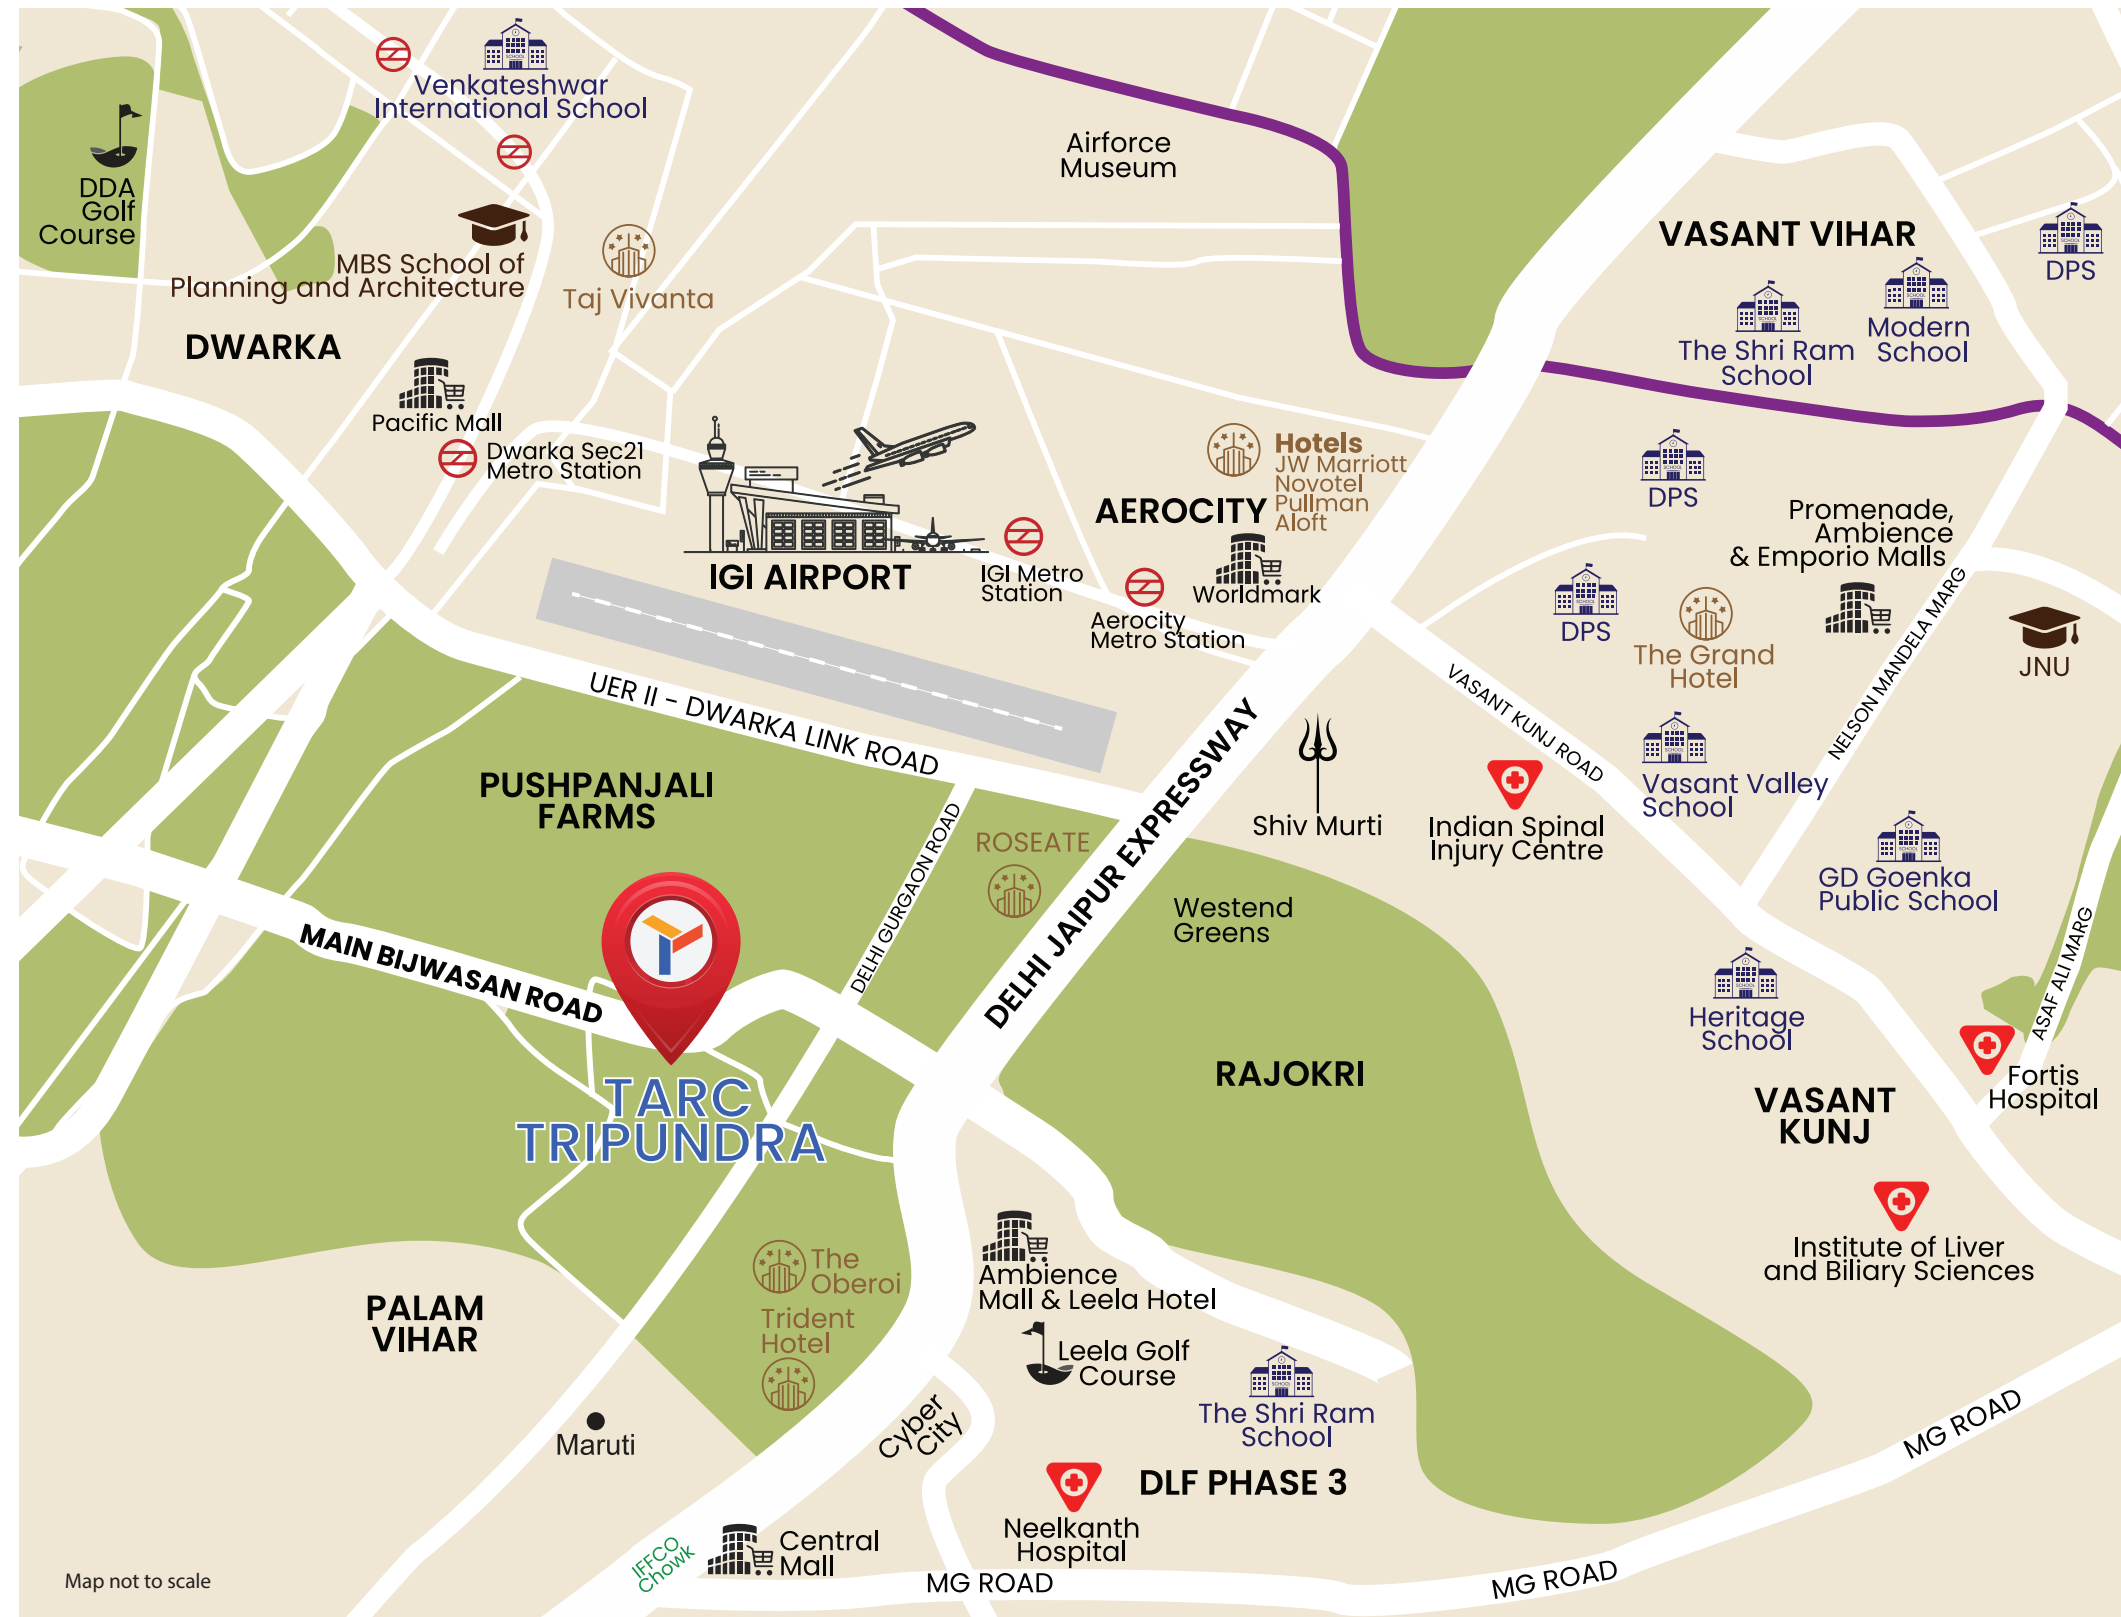 Venkateshwar
International School
DDA
Golf
Course
MBS School of
Planning and Architecture
Taj Vivanta
DWARKA
Pacific Mall
Dwarka Sec21
Metro Station
Airforce
Museum
VASANT VIHAR
DPS
The Shri Ram
School
Modern
School
Hotels
JW Marriott
Novotel
Pullman
Aloft
AEROCITY
Worldmark
IGI AIRPORT
IGI Metro
Station
Aerocity
Metro Station
DPS
DPS
Promenade,
Ambience
& Emporio Malls
The Grand
Hotel
JNU
NELSON MANDELA MARG
VASANT KUNJ ROAD
UER II - DWARKA LINK ROAD
DELHI JAIPUR EXPRESSWAY
Shiv Murti
Indian Spinal
Injury Centre
Vasant Valley
School
GD Goenka
Public School
PUSHPANJALI
FARMS
DELHI GURGAON ROAD
ROSEATE
Westend
Greens
MAIN BIJWASAN ROAD
TARC
TRIPUNDRA
RAJOKRI
Heritage
School
ASAF ALI MARG
Fortis
Hospital
VASANT
KUNJ
Institute of Liver
and Biliary Sciences
PALAM
VIHAR
The
Oberoi
Trident
Hotel
Ambience
Mall & Leela Hotel
Leela Golf
Course
The Shri Ram
School
Maruti
Cyber
City
DLF PHASE 3
Neelkanth
Hospital
IFFCO
Chowk
Central
Mall
MG ROAD
MG ROAD
MG ROAD
Map not to scale